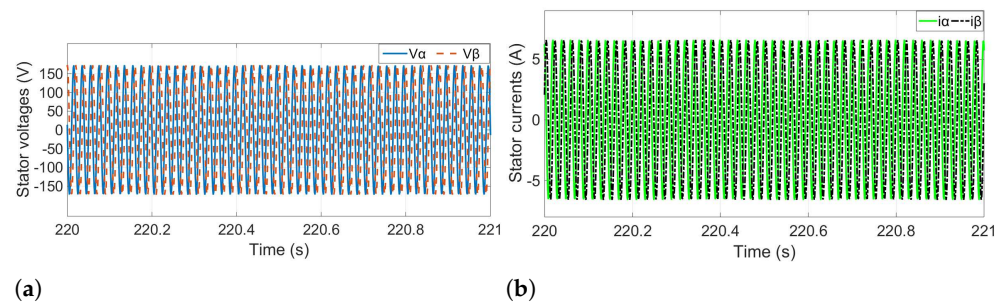 Vα Vβ
Stator voltages (V)
150
100
50
0
-50
-100
-150
220 220.2 220.4 220.6 220.8 221
Time (s)
(a)
iα iβ
Stator currents (A)
5
0
-5
220 220.2 220.4 220.6 220.8 221
Time (s)
(b)